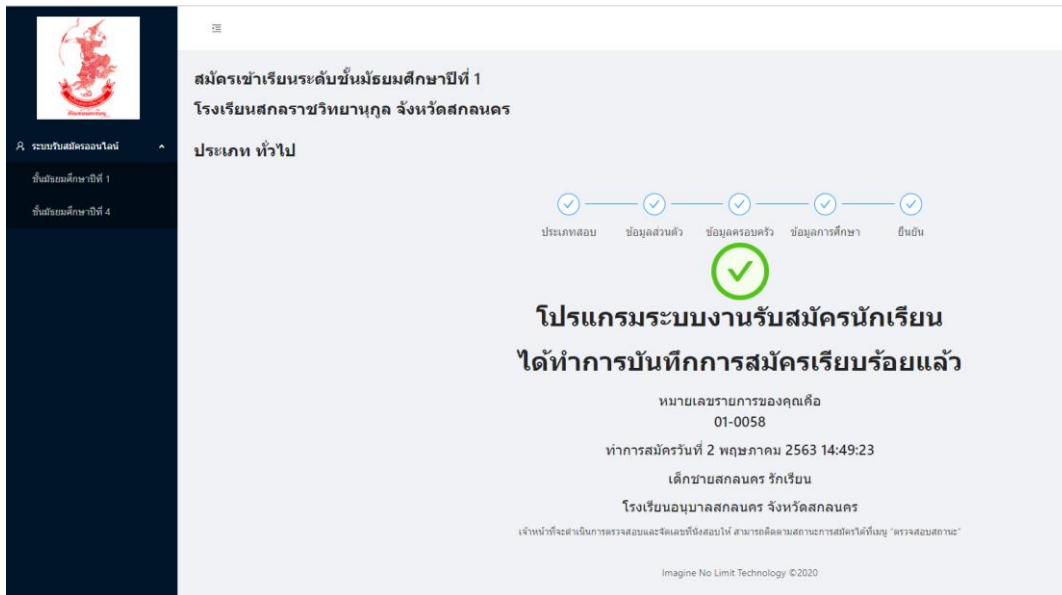 ระบบรับสมัครออนไลน์
ชั้นมัธยมศึกษาปีที่ 1
ชั้นมัธยมศึกษาปีที่ 4
สมัครเข้าเรียนระดับชั้นมัธยมศึกษาปีที่ 1
โรงเรียนสกลราชวิทยานุกูล จังหวัดสกลนคร
ประเภท ทั่วไป
ประเภทสอบ ข้อมูลส่วนตัว ข้อมูลครอบครัว ข้อมูลการศึกษา ยืนยัน
โปรแกรมระบบงานรับสมัครนักเรียน
ได้ทำการบันทึกการสมัครเรียบร้อยแล้ว
หมายเลขรายการของคุณคือ
01-0058
ทำการสมัครวันที่ 2 พฤษภาคม 2563 14:49:23
เด็กชายสกลนคร รักเรียน
โรงเรียนอนุบาลสกลนคร จังหวัดสกลนคร
เจ้าหน้าที่จะดำเนินการตรวจสอบและจัดเลขที่นั่งสอบให้ สามารถติดตามสถานะการสมัครได้ที่เมนู "ตรวจสอบสถานะ"
Imagine No Limit Technology ©2020